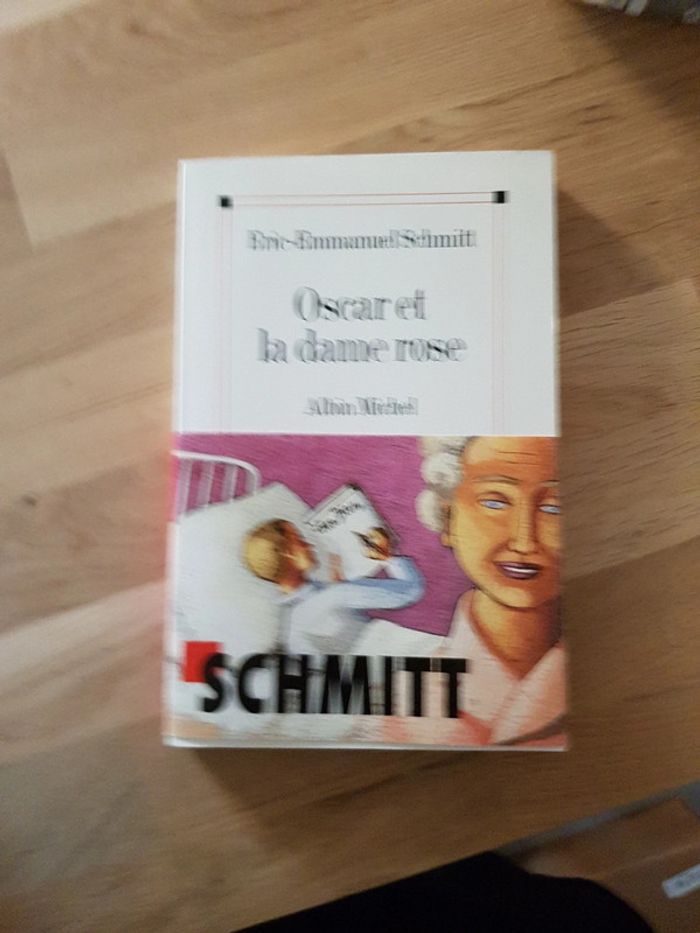 Eric-Emmanuel Schmitt
Oscar et
la dame rose
Albin Michel
SCHMITT